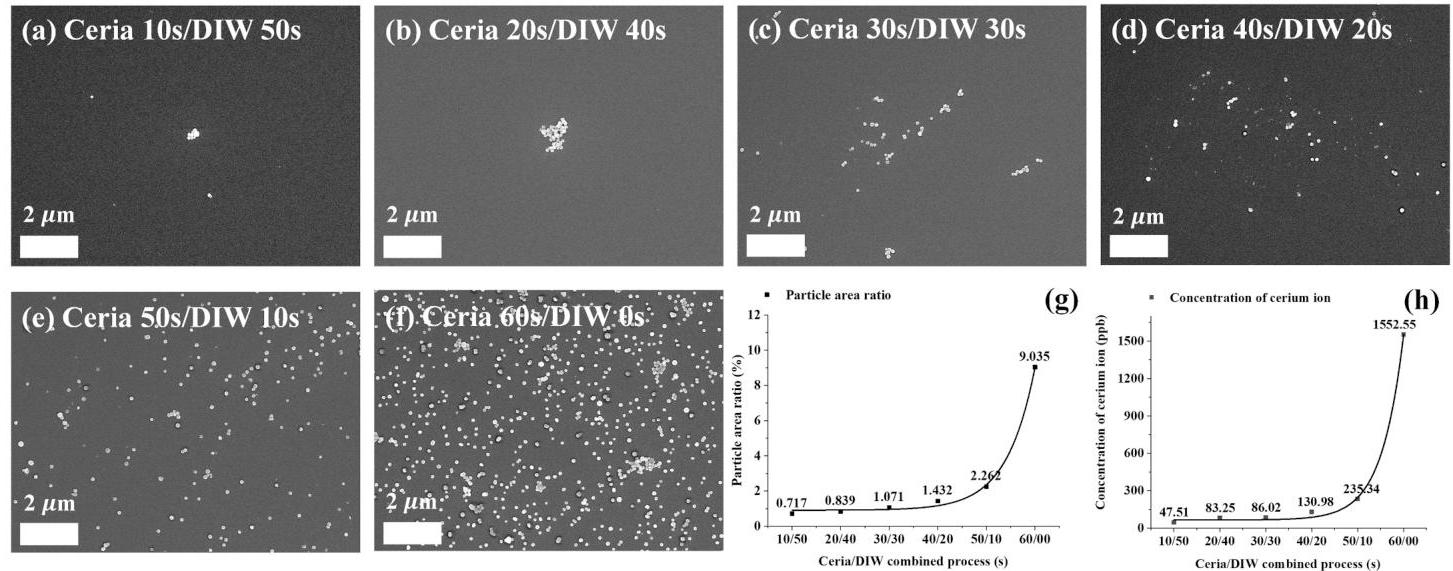 (a) Ceria 10s/DIW 50s
2 μm
(b) Ceria 20s/DIW 40s
2 μm
(c) Ceria 30s/DIW 30s
2 μm
(d) Ceria 40s/DIW 20s
2 μm
(e) Ceria 50s/DIW 10s
2 μm
(f) Ceria 60s/DIW 0s
2 μm
Particle area ratio
(g)
Particle area ratio (%)
12
10
8
6
4
2
0
0.717
0.839
1.071
1.432
2.262
9.035
10/50 20/40 30/30 40/20 50/10 60/00
Ceria/DIW combined process (s)
Concentration of cerium ion
(h)
Concentration of cerium ion (ppb)
1500
1200
900
600
300
0
47.51
83.25
86.02
130.98
235.34
1552.55
10/50 20/40 30/30 40/20 50/10 60/00
Ceria/DIW combined process (s)